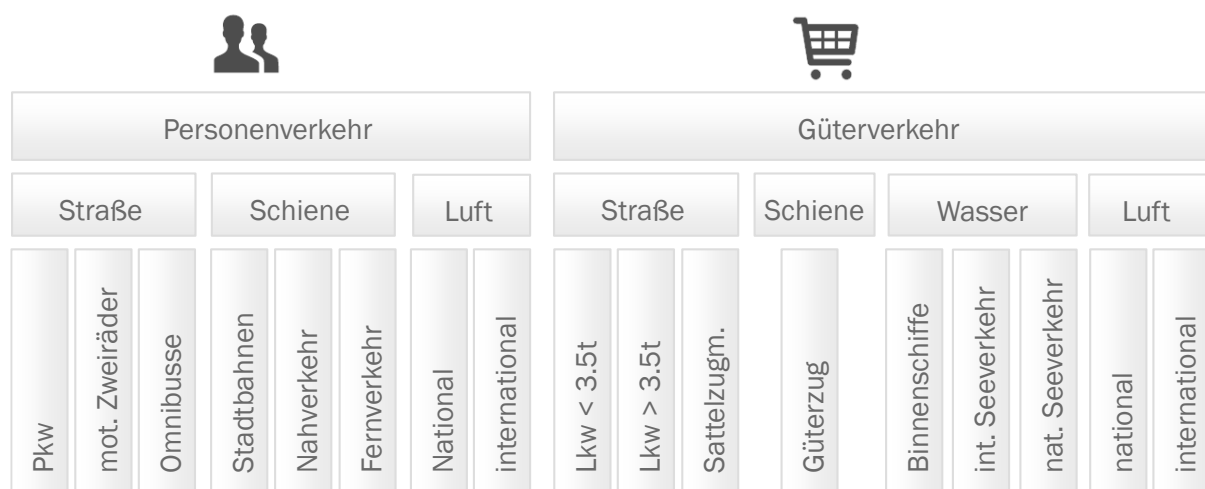 Personenverkehr
Güterverkehr
Straße
Schiene
Luft
Straße
Schiene
Wasser
Luft
Pkw
mot. Zweiräder
Omnibusse
Stadtbahnen
Nahverkehr
Fernverkehr
National
international
Lkw < 3.5t
Lkw > 3.5t
Sattelzugm.
Güterzug
Binnenschiffe
int. Seeverkehr
nat. Seeverkehr
national
international